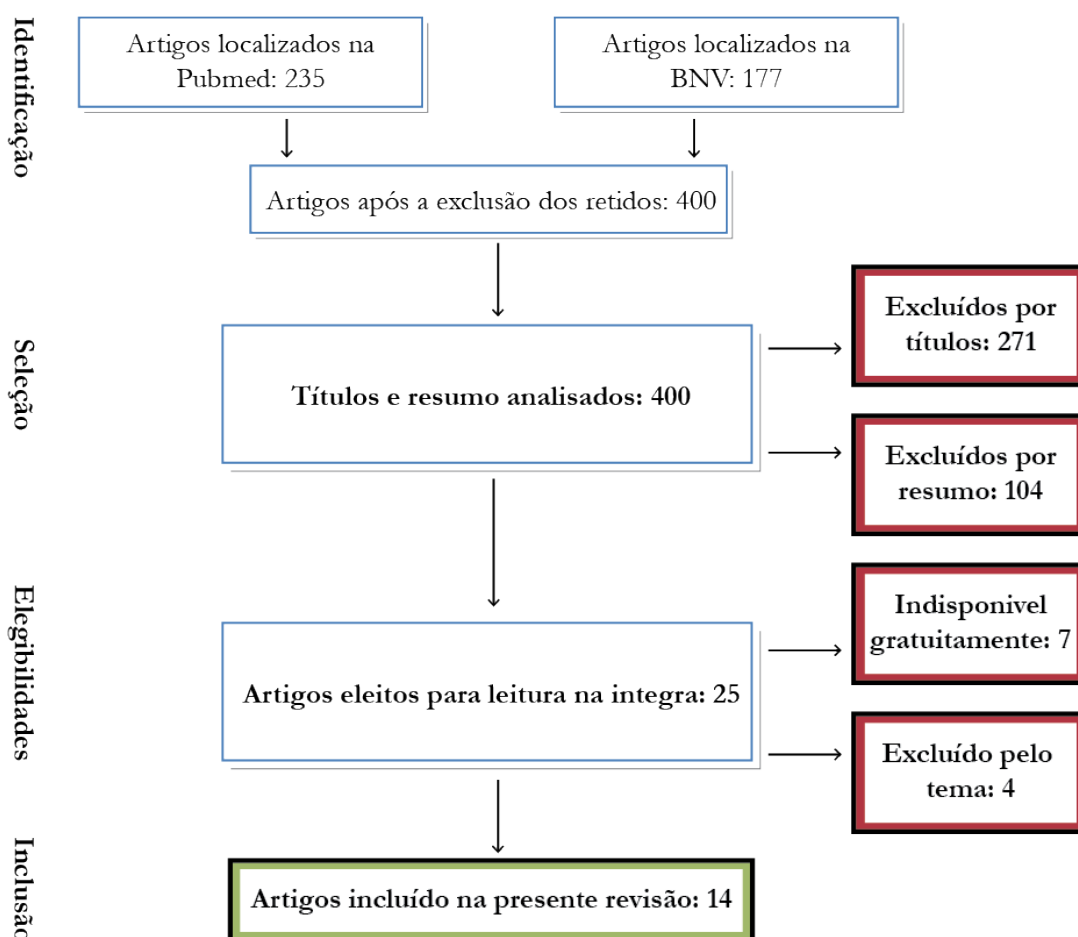 Identificação
Artigos localizados na
Pubmed: 235
Artigos localizados na
BNV: 177
Artigos após a exclusão dos retidos: 400
Seleção
Títulos e resumo analisados: 400
Excluídos por
títulos: 271
Excluídos por
resumo: 104
Elegibilidades
Artigos eleitos para leitura na integra: 25
Indisponivel
gratuitamente: 7
Excluído pelo
tema: 4
Inclusão
Artigos incluído na presente revisão: 14